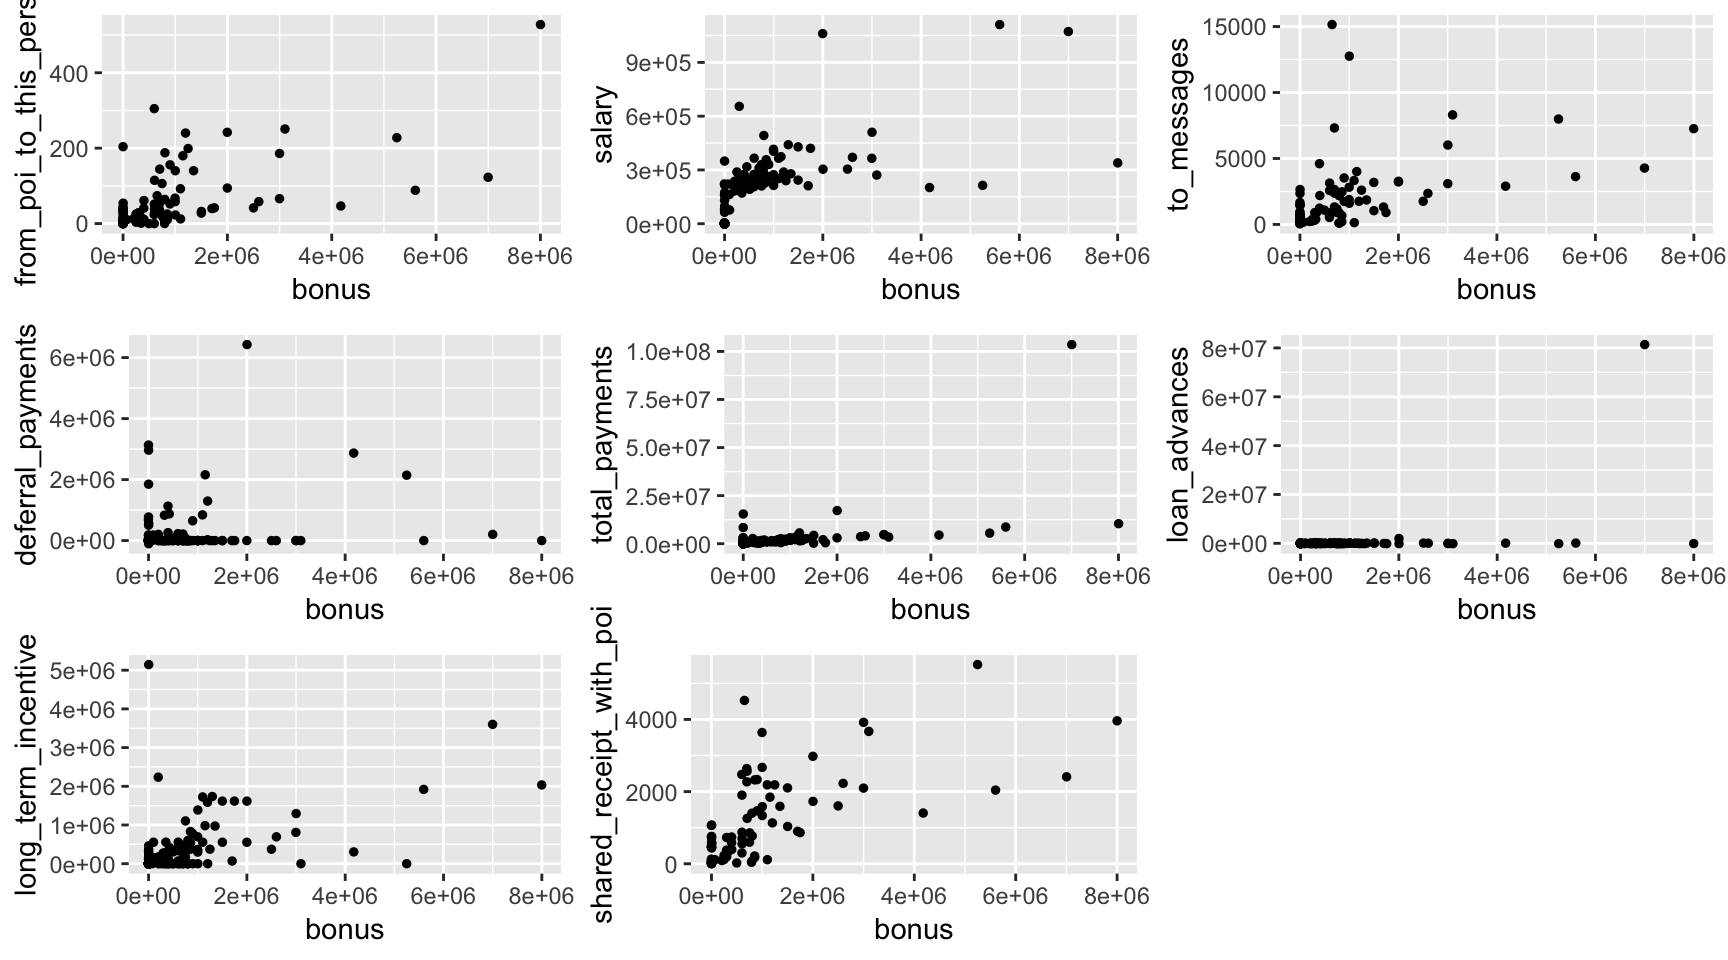 from_poi_to_this_pers
400
200
0
0e+00 2e+06 4e+06 6e+06 8e+06
bonus
salary
9e+05
6e+05
3e+05
0e+00
0e+00 2e+06 4e+06 6e+06 8e+06
bonus
to_messages
15000
10000
5000
0
0e+00 2e+06 4e+06 6e+06 8e+06
bonus
deferral_payments
6e+06
4e+06
2e+06
0e+00
0e+00 2e+06 4e+06 6e+06 8e+06
bonus
total_payments
1.0e+08
7.5e+07
5.0e+07
2.5e+07
0.0e+00
0e+00 2e+06 4e+06 6e+06 8e+06
bonus
loan_advances
8e+07
6e+07
4e+07
2e+07
0e+00
0e+00 2e+06 4e+06 6e+06 8e+06
bonus
long_term_incentive
5e+06
4e+06
3e+06
2e+06
1e+06
0e+00
0e+00 2e+06 4e+06 6e+06 8e+06
bonus
shared_receipt_with_poi
4000
2000
0
0e+00 2e+06 4e+06 6e+06 8e+06
bonus